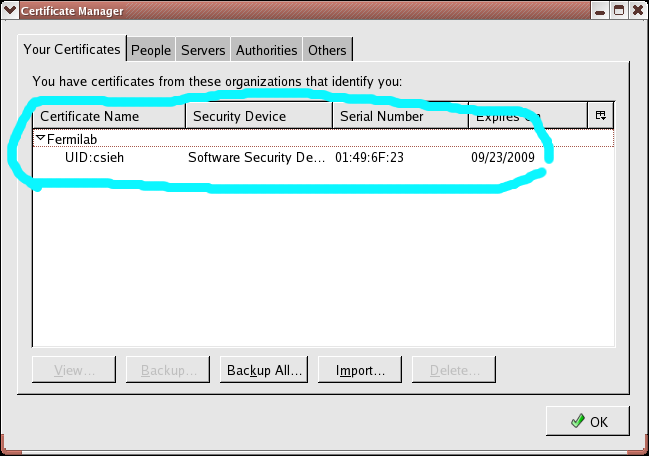 Certificate Manager
Your Certificates People Servers Authorities Others
You have certificates from these organizations that identify you:
Certificate Name Security Device Serial Number Expires On
Fermilab
UID:csieh Software Security De... 01:49:6F:23 09/23/2009
View... Backup... Backup All... Import... Delete...
OK